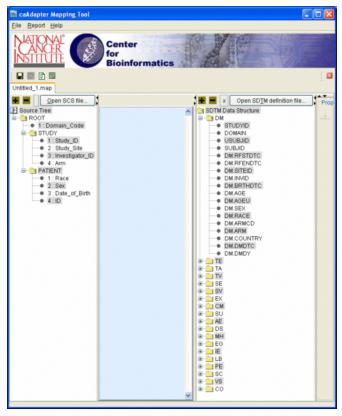 caAdapter Mapping Tool
File Report Help
NATIONAL CANCER INSTITUTE
Center for Bioinformatics
Untitled_1.map
Open SCS file...
Source Tree
ROOT
1 : Domain_Code
STUDY
1 : Study_ID
2 : Study_Site
3 : Investigator_ID
4 : Arm
PATIENT
1 : Race
2 : Sex
3 : Date_of_Birth
4 : ID
Open SDTM definition file...
Prop
SDTM Data Structure
DM
STUDYID
DOMAIN
USUBJID
SUBJID
DM.RFSTDTC
DM.RFENDTC
DM.SITEID
DM.INVID
DM.BRTHDTC
DM.AGE
DM.AGEU
DM.SEX
DM.RACE
DM.ARMCD
DM.ARM
DM.COUNTRY
DM.DMDTC
DM.DMDY
TE
TA
TV
SE
SV
EX
CM
SU
AE
DS
MH
EG
IE
LB
PE
SC
VS
CO